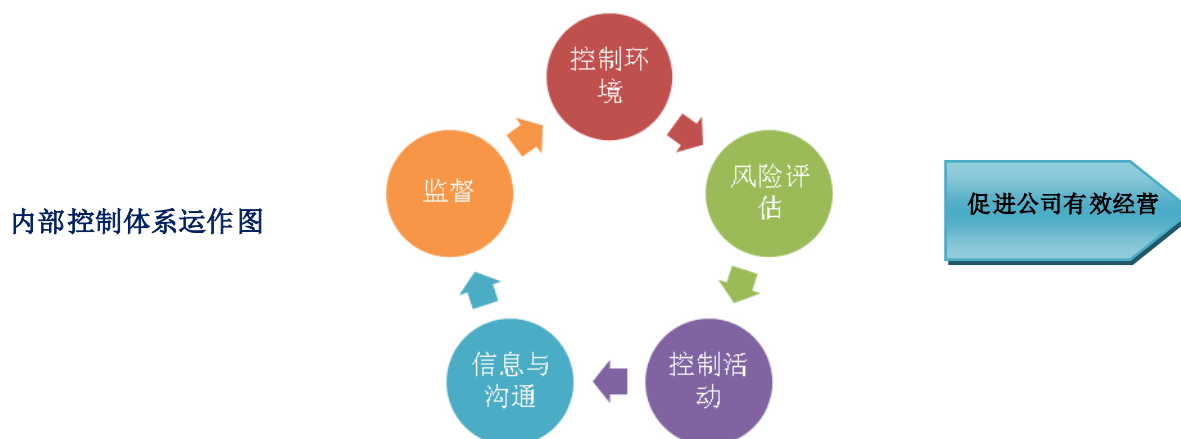 内部控制体系运作图
控制环
境
风险评
估
控制活
动
信息与
沟通
监督
促进公司有效经营